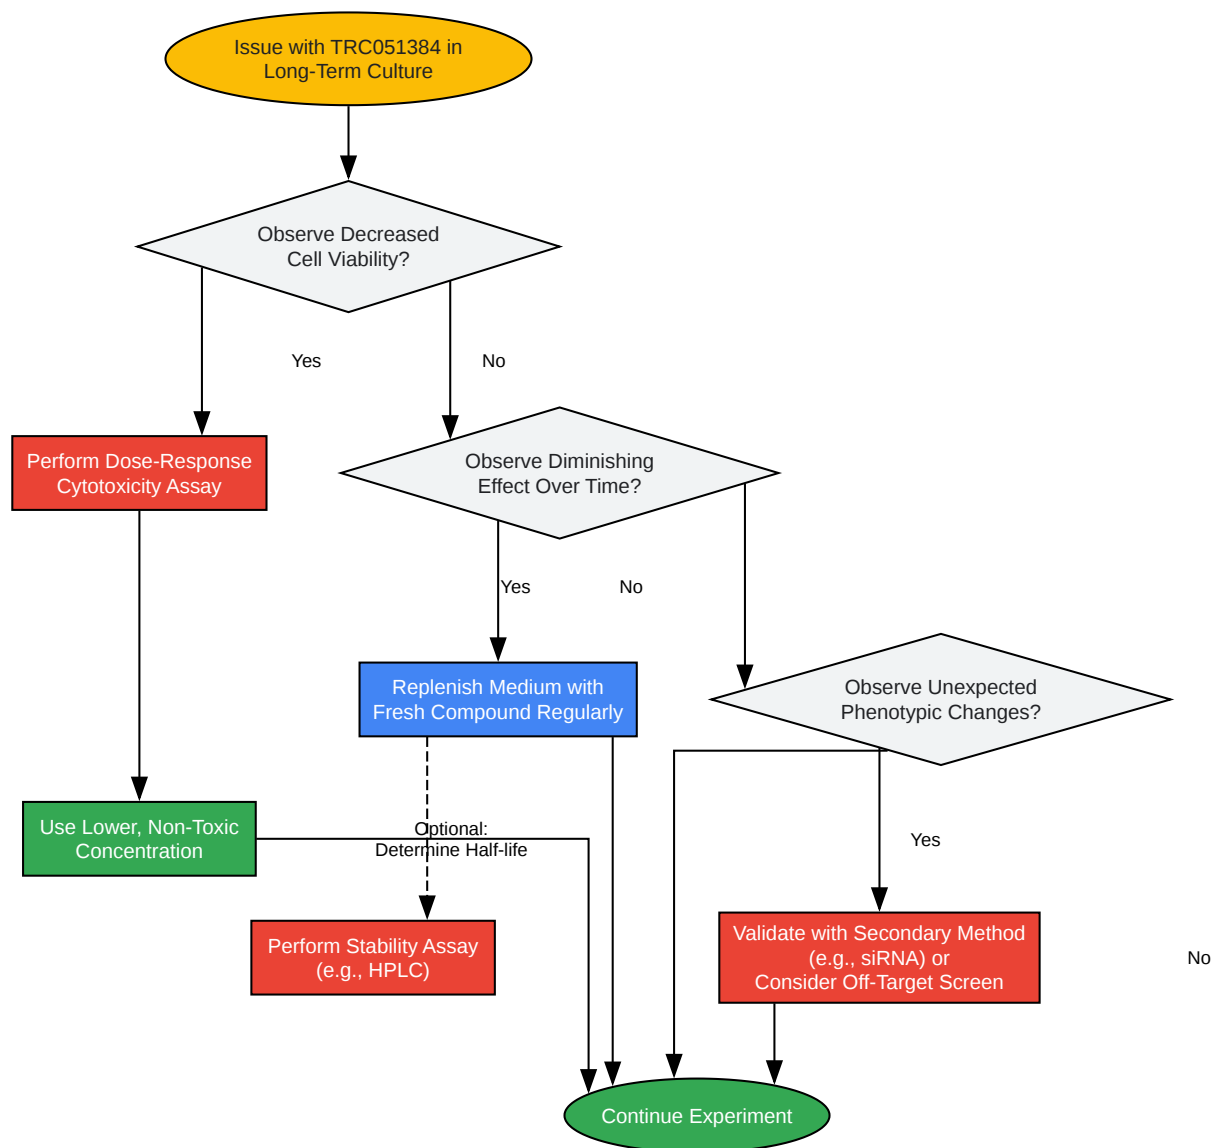 Issue with TRC051384 in
Long-Term Culture
Observe Decreased
Cell Viability?
Yes
No
Perform Dose-Response
Cytotoxicity Assay
Observe Diminishing
Effect Over Time?
Yes
No
Replenish Medium with
Fresh Compound Regularly
Observe Unexpected
Phenotypic Changes?
Use Lower, Non-Toxic
Concentration
Optional:
Determine Half-life
Yes
Perform Stability Assay
(e.g., HPLC)
Validate with Secondary Method
(e.g., siRNA) or
Consider Off-Target Screen
No
Continue Experiment